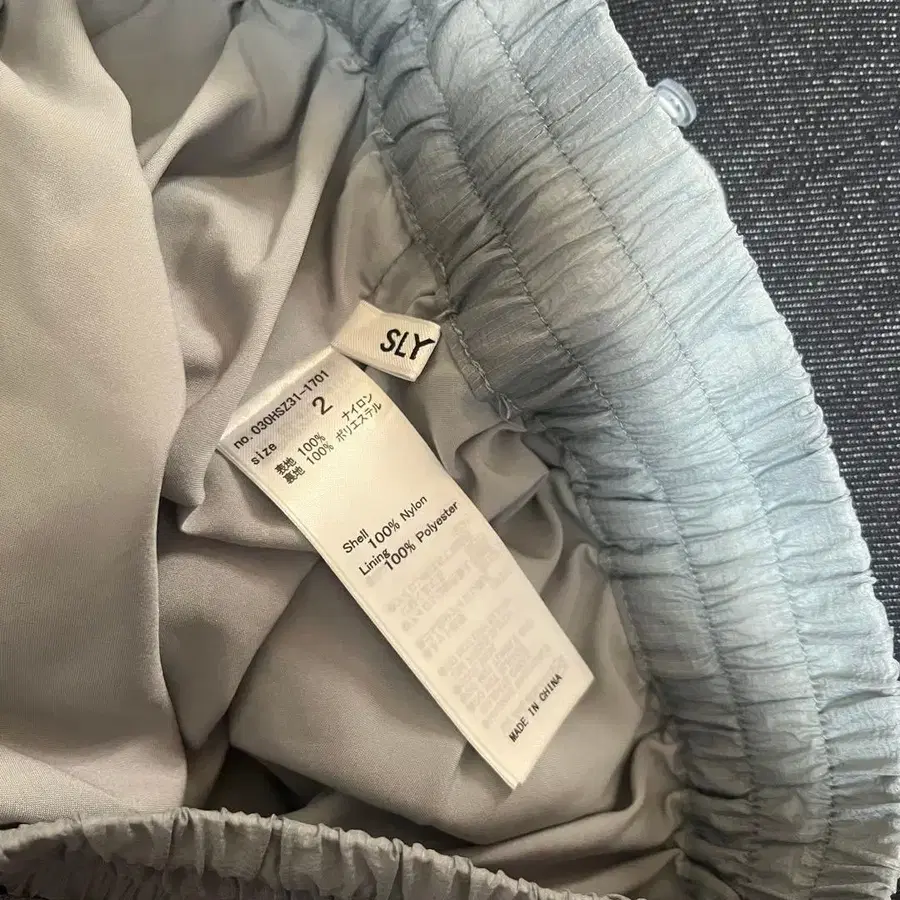 SLY
no.030HSZ31-1701
size 2
表地 100% ナイロン
裏地 100% ポリエステル
Shell
100% Nylon
Lining
100% Polyester
MADE IN CHINA